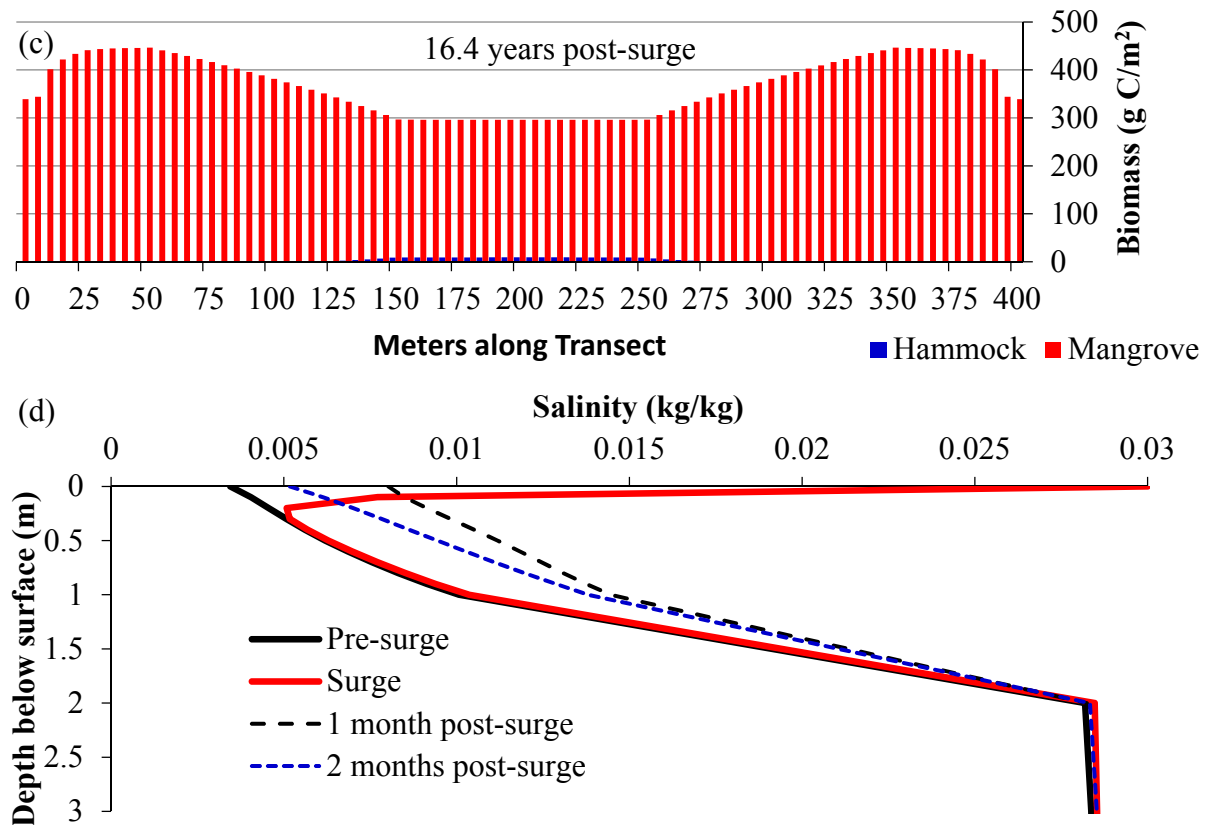 (c)
16.4 years post-surge
500
400
300
200
100
0
Biomass (g C/m²)
0 25 50 75 100 125 150 175 200 225 250 275 300 325 350 375 400
Meters along Transect
Hammock Mangrove
(d)
Salinity (kg/kg)
0 0.005 0.01 0.015 0.02 0.025 0.03
Depth below surface (m)
0
0.5
1
1.5
2
2.5
3
Pre-surge
Surge
1 month post-surge
2 months post-surge